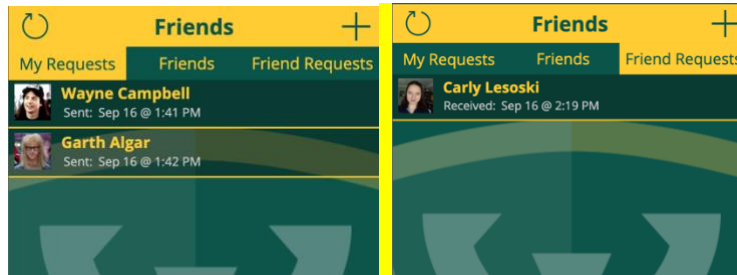 Friends
My Requests Friends Friend Requests
Wayne Campbell
Sent: Sep 16 @ 1:41 PM
Garth Algar
Sent: Sep 16 @ 1:42 PM
Friends
My Requests Friends Friend Requests
Carly Lesoski
Received: Sep 16 @ 2:19 PM